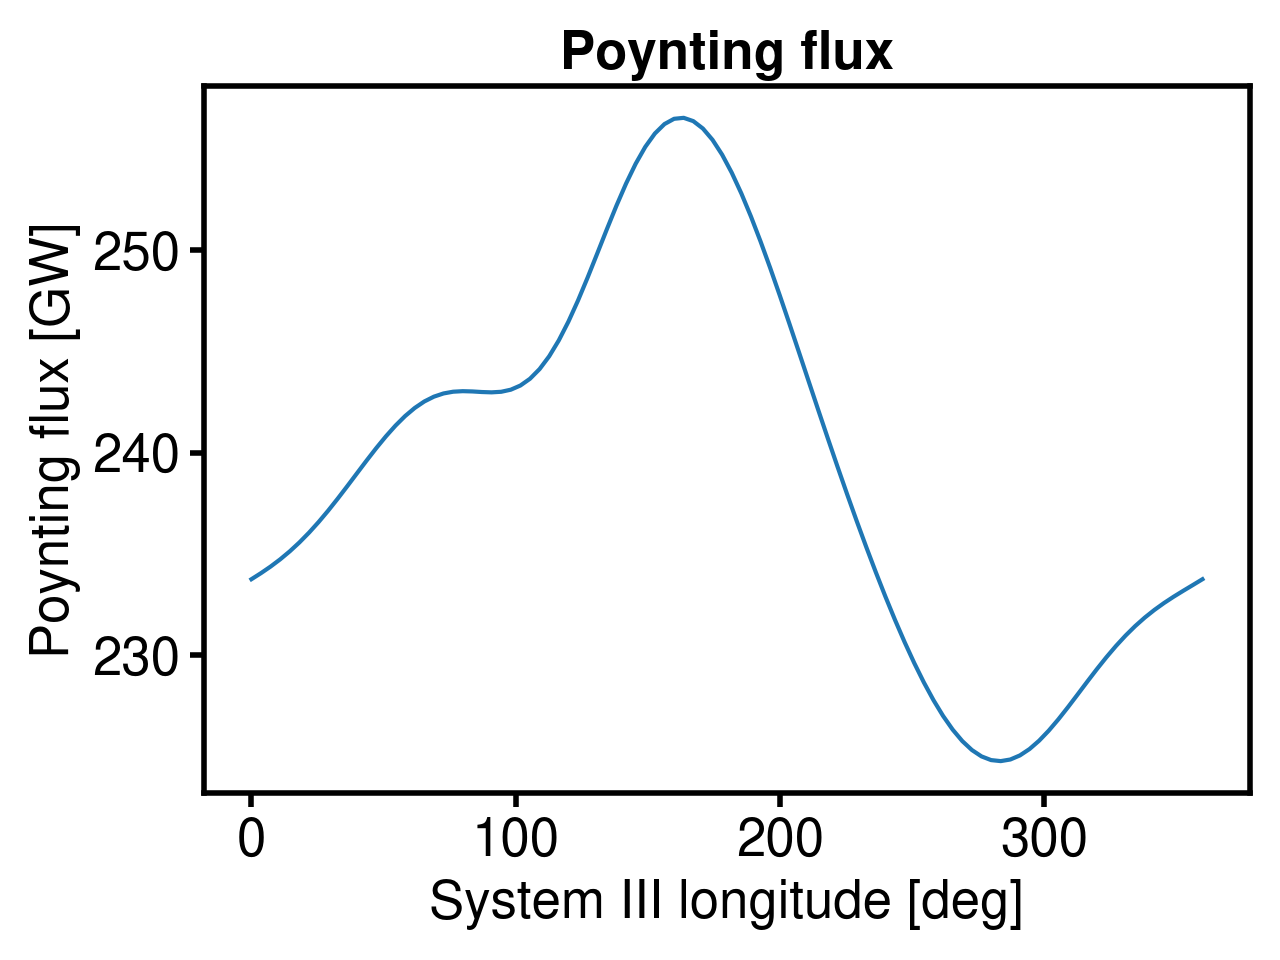 Poynting flux
Poynting flux [GW]
250
240
230
0 100 200 300
System III longitude [deg]